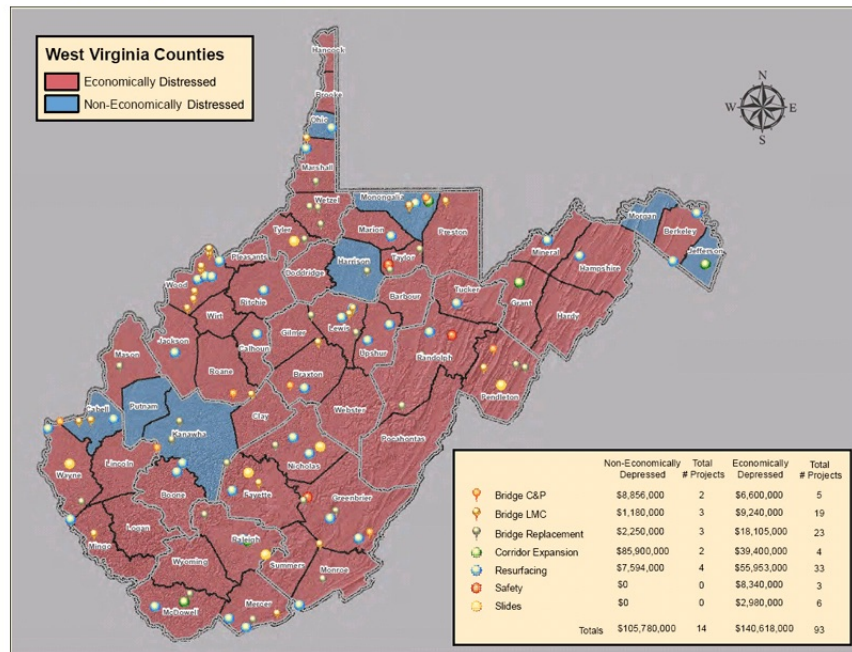 West Virginia Counties
Economically Distressed
Non-Economically Distressed
N
W E
S
Hancock
Brooke
Ohio
Marshall
Wetzel
Monongalia
Morgan
Tyler
Marion
Preston
Berkeley
Jefferson
Pleasants
Taylor
Mineral
Hampshire
Doddridge
Harrison
Wood
Ritchie
Barbour
Tucker
Grant
Wirt
Hardy
Jackson
Calhoun
Gilmer
Lewis
Upshur
Randolph
Mason
Roane
Braxton
Pendleton
Putnam
Clay
Webster
Cabell
Kanawha
Pocahontas
Wayne
Lincoln
Nicholas
Boone
Fayette
Greenbrier
Logan
Mingo
Raleigh
Wyoming
Summers
Monroe
McDowell
Mercer
Non-Economically Total Economically Total
Depressed # Projects Depressed # Projects
Bridge C&P $8,856,000 2 $6,600,000 5
Bridge LMC $1,180,000 3 $9,240,000 19
Bridge Replacement $2,250,000 3 $18,105,000 23
Corridor Expansion $85,900,000 2 $39,400,000 4
Resurfacing $7,594,000 4 $55,953,000 33
Safety $0 0 $8,340,000 3
Slides $0 0 $2,980,000 6
Totals $105,780,000 14 $140,618,000 93